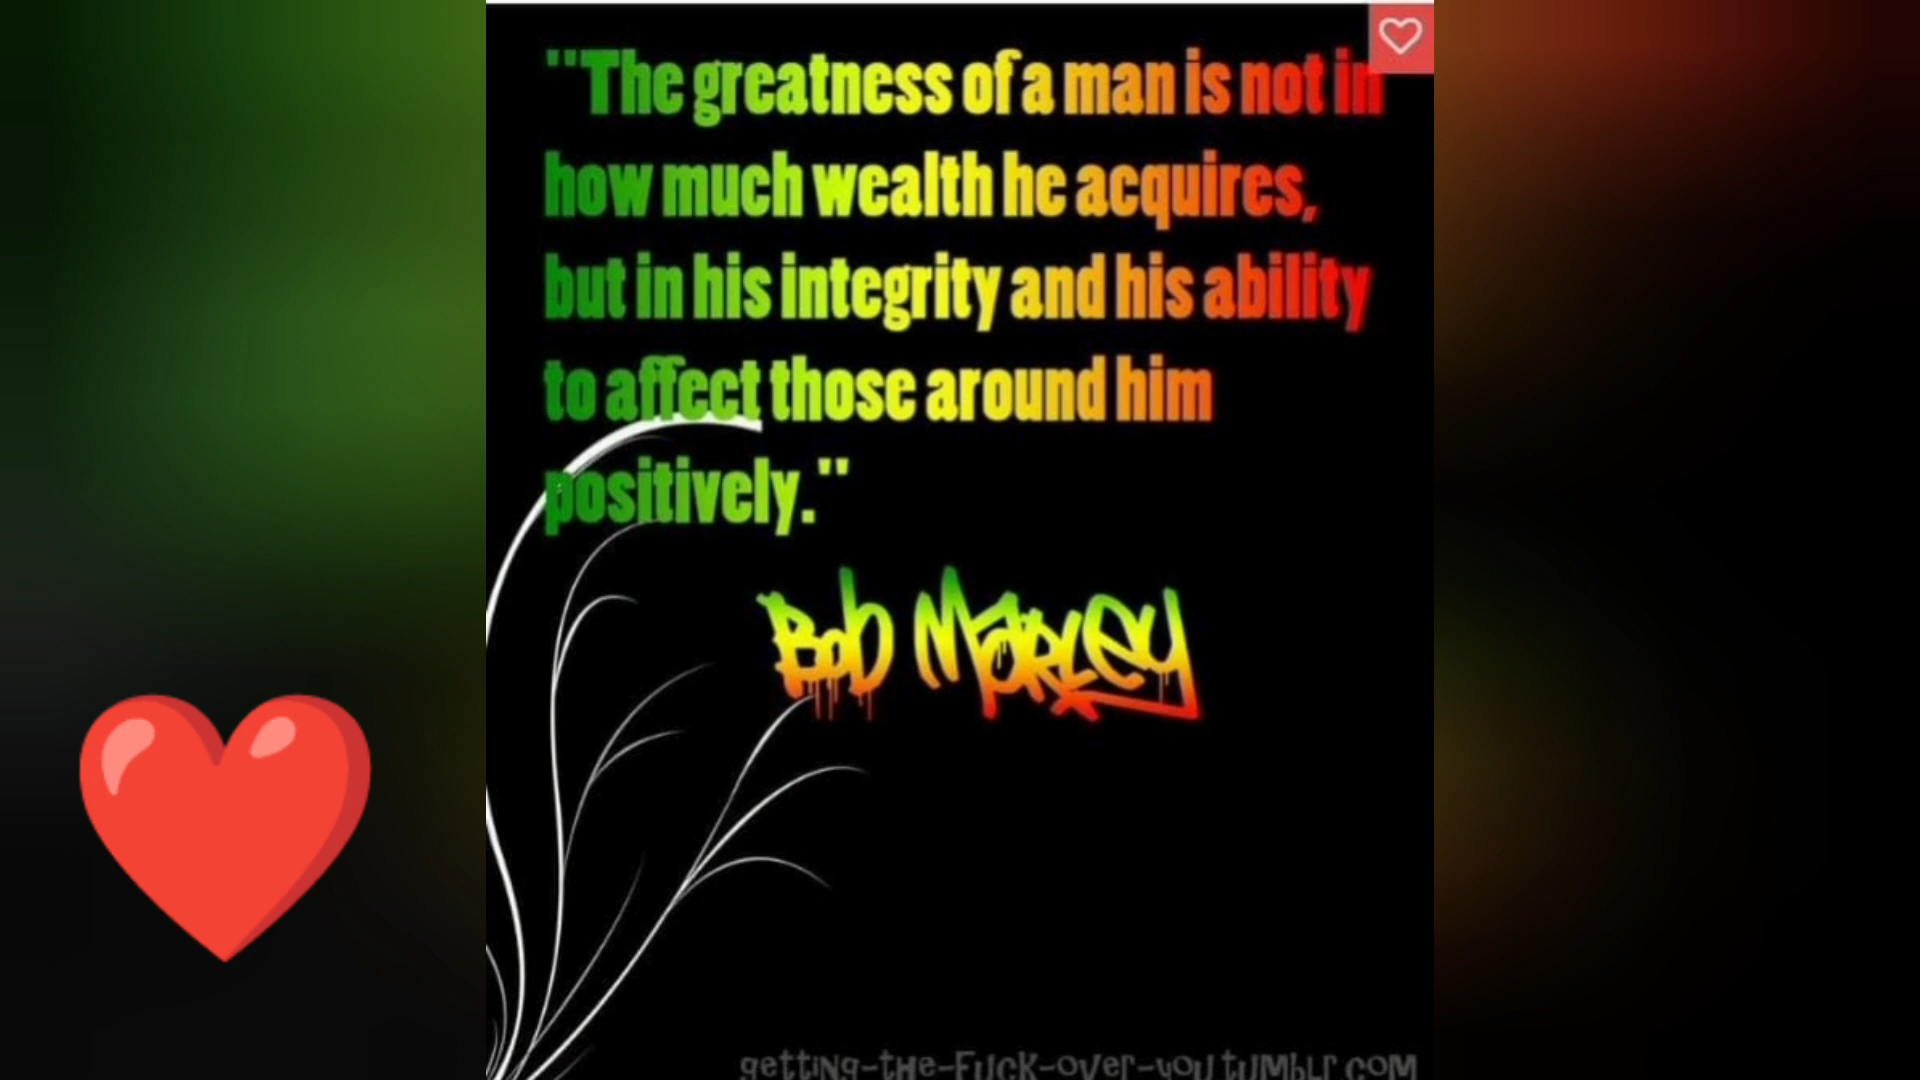 "The greatness of a man is not in
how much wealth he acquires,
but in his integrity and his ability
to affect those around him
positively."
Bob Marley
getting-the-Fuck-over-you.tumblr.com